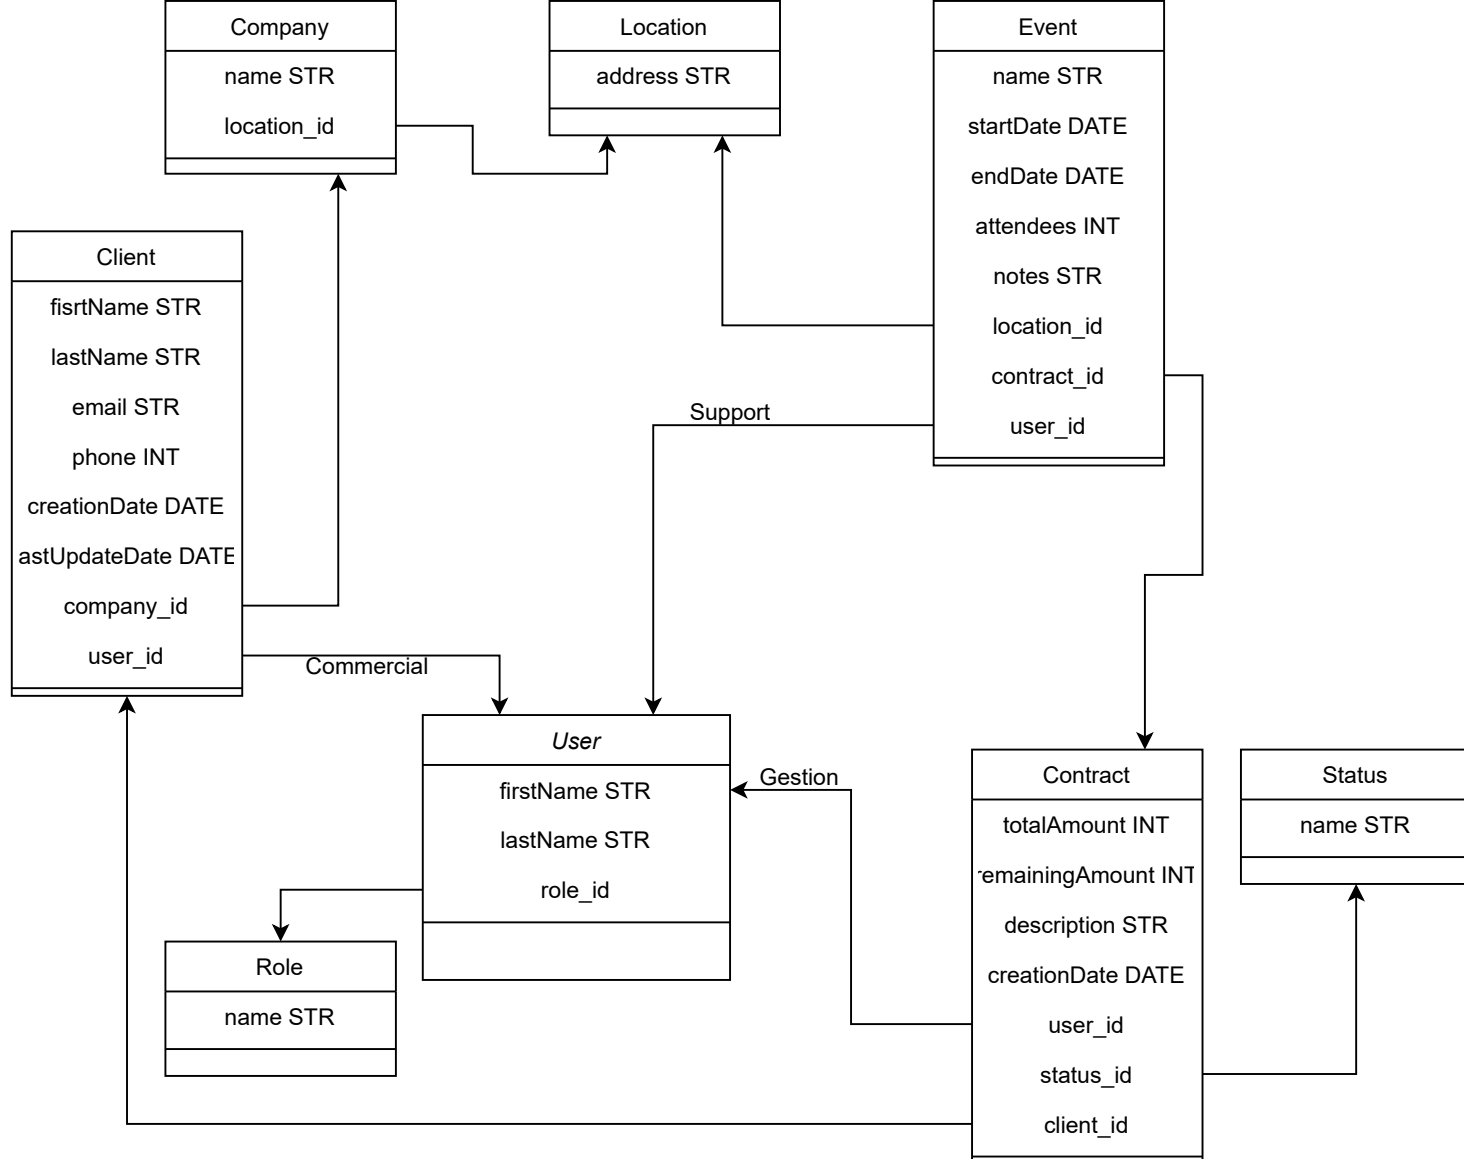 Company
name STR
location_id
Location
address STR
Event
name STR
startDate DATE
endDate DATE
attendees INT
notes STR
location_id
contract_id
user_id
Client
fisrtName STR
lastName STR
email STR
phone INT
creationDate DATE
astUpdateDate DATE
company_id
user_id
Support
Commercial
User
firstName STR
lastName STR
role_id
Gestion
Role
name STR
Contract
totalAmount INT
remainingAmount INT
description STR
creationDate DATE
user_id
status_id
client_id
Status
name STR